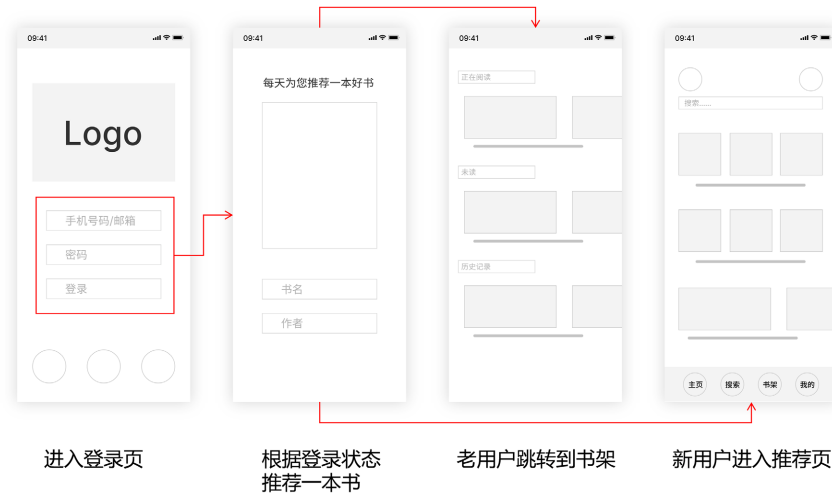 09:41
Logo
手机号码/邮箱
密码
登录
进入登录页
09:41
每天为您推荐一本好书
书名
作者
根据登录状态
推荐一本书
09:41
正在阅读
未读
历史记录
老用户跳转到书架
09:41
搜索......
主页
搜索
书架
我的
新用户进入推荐页